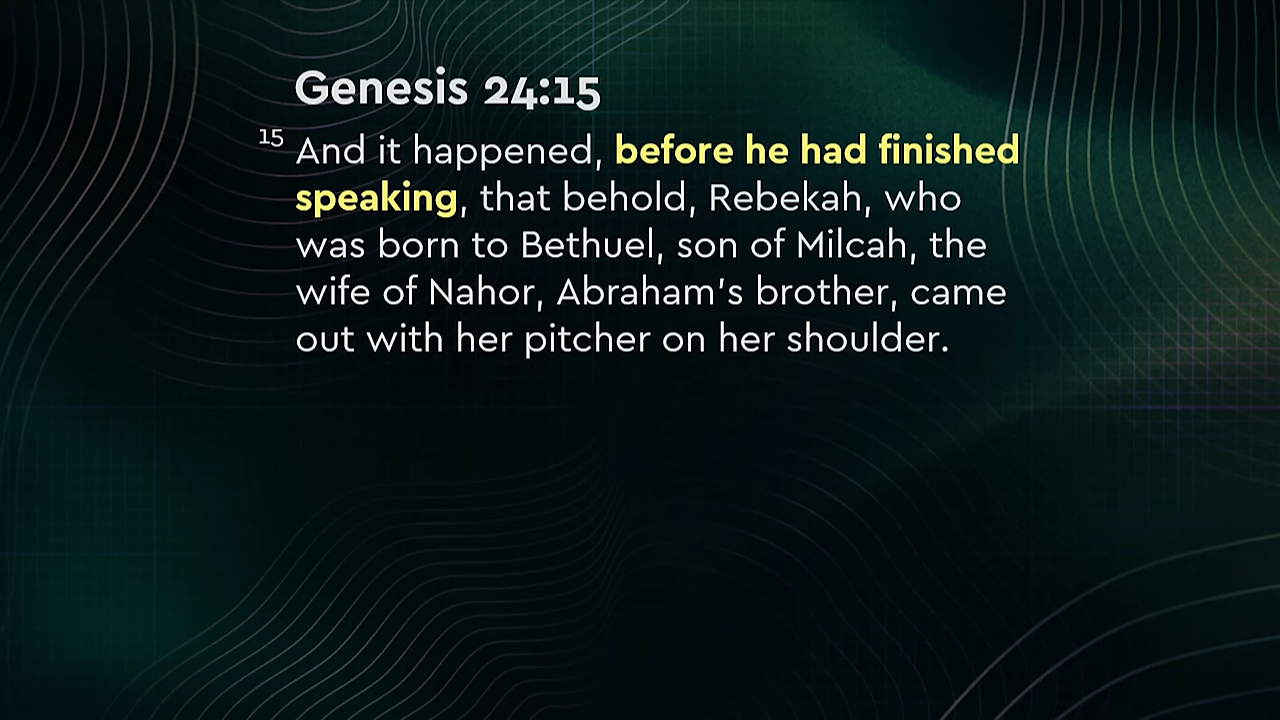 Genesis 24:15
15 And it happened, before he had finished
speaking, that behold, Rebekah, who
was born to Bethuel, son of Milcah, the
wife of Nahor, Abraham's brother, came
out with her pitcher on her shoulder.